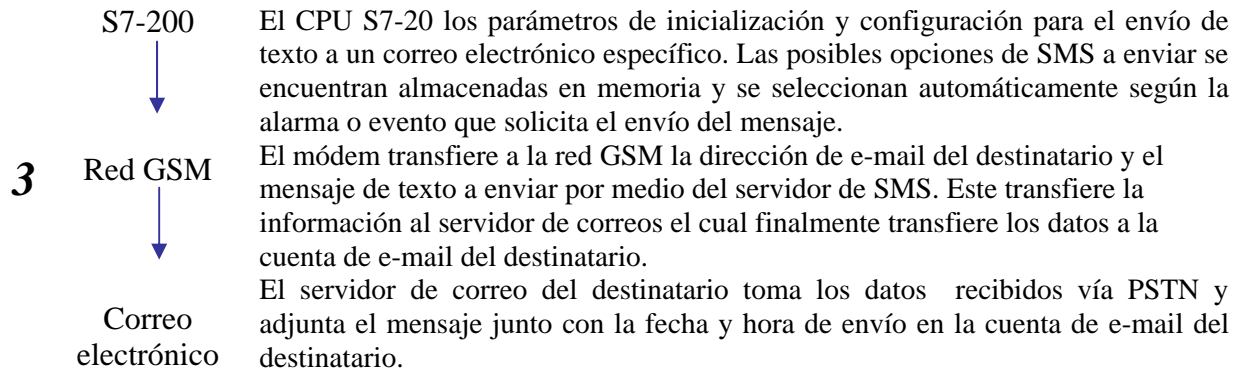 S7-200
El CPU S7-20 los parámetros de inicialización y configuración para el envío de
texto a un correo electrónico específico. Las posibles opciones de SMS a enviar se
encuentran almacenadas en memoria y se seleccionan automáticamente según la
alarma o evento que solicita el envío del mensaje.
3
Red GSM
El módem transfiere a la red GSM la dirección de e-mail del destinatario y el
mensaje de texto a enviar por medio del servidor de SMS. Este transfiere la
información al servidor de correos el cual finalmente transfiere los datos a la
cuenta de e-mail del destinatario.
Correo
electrónico
El servidor de correo del destinatario toma los datos recibidos vía PSTN y
adjunta el mensaje junto con la fecha y hora de envío en la cuenta de e-mail del
destinatario.